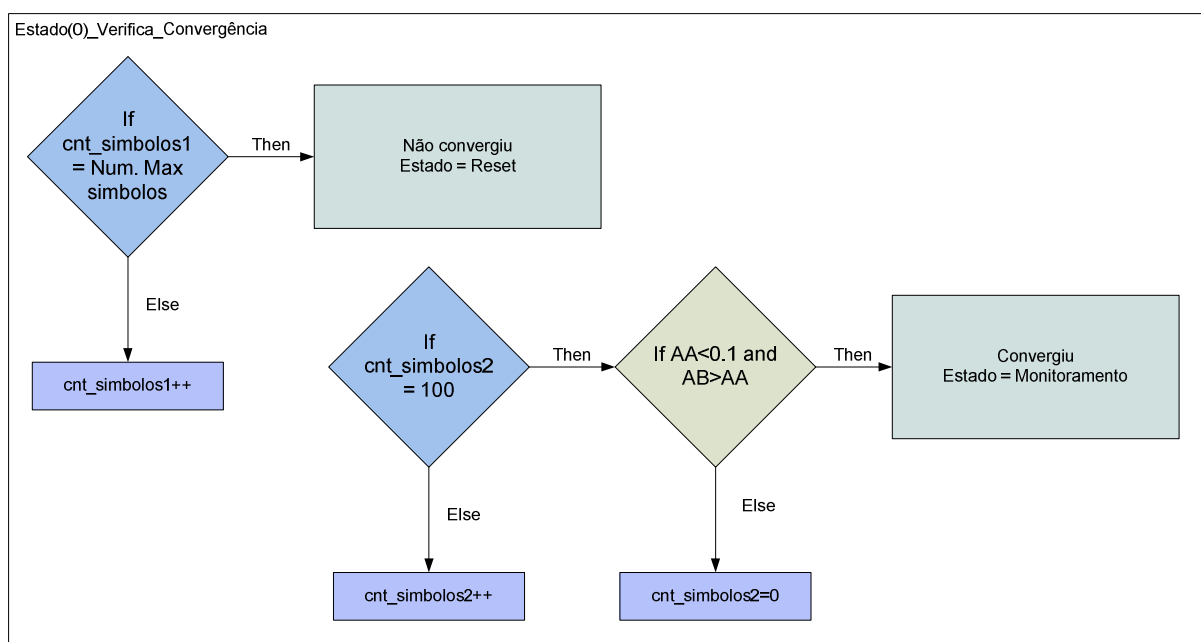 Estado(0)_Verifica_Convergência
If
cnt_simbolos1
= Num. Max
simbolos
Then
Não convergiu
Estado = Reset
Else
cnt_simbolos1++
If
cnt_simbolos2
= 100
Then
If AA<0.1 and
AB>AA
Then
Convergiu
Estado = Monitoramento
Else
Else
cnt_simbolos2++
cnt_simbolos2=0